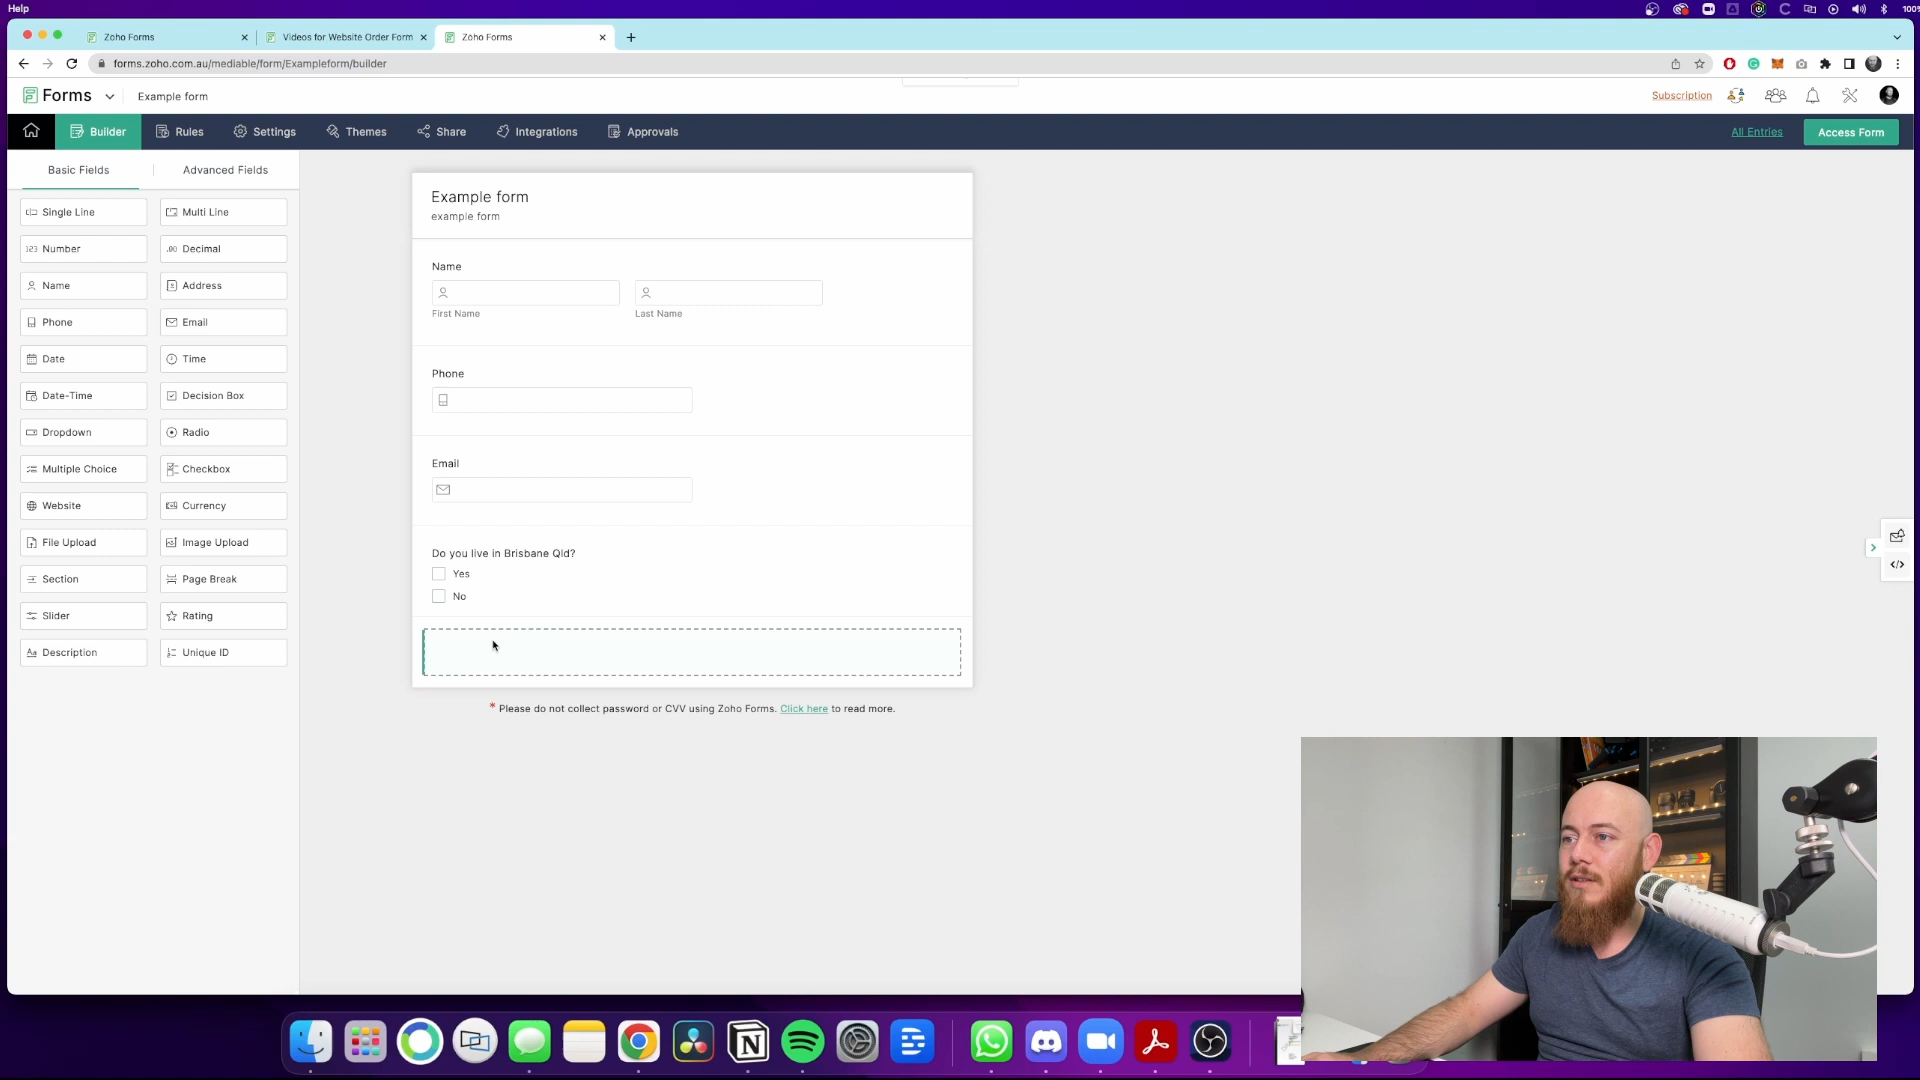 Help
100%
Zoho Forms
Videos for Website Order Form
Zoho Forms
forms.zoho.com.au/mediable/form/Exampleform/builder
Forms
Example form
Subscription
Builder
Rules
Settings
Themes
Share
Integrations
Approvals
All Entries
Access Form
Basic Fields
Advanced Fields
Single Line
Multi Line
Number
Decimal
Name
Address
Phone
Email
Date
Time
Date-Time
Decision Box
Dropdown
Radio
Multiple Choice
Checkbox
Website
Currency
File Upload
Image Upload
Section
Page Break
Slider
Rating
Description
Unique ID
Example form
example form
Name
First Name
Last Name
Phone
Email
Do you live in Brisbane Qld?
Yes
No
* Please do not collect password or CVV using Zoho Forms. Click here to read more.